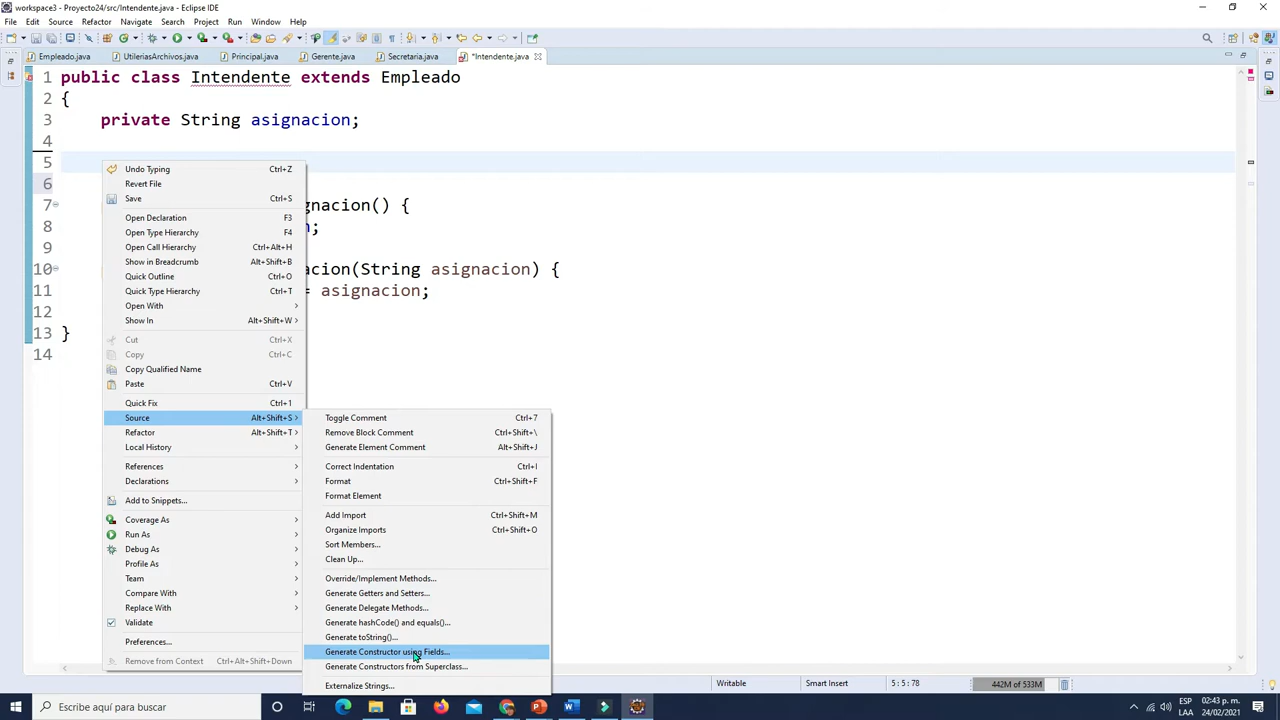 workspace3 - Proyecto24/src/Intendente.java - Eclipse IDE
File Edit Source Refactor Navigate Search Project Run Window Help
Empleado.java UtileriasArchivos.java Principal.java Gerente.java Secretaria.java *Intendente.java
1 public class Intendente extends Empleado
2 {
3 private String asignacion;
4
5
6
7 gnacion() {
8 n;
9
10 acion(String asignacion) {
11 = asignacion;
12
13 }
14
Undo Typing Ctrl+Z
Revert File
Save Ctrl+S
Open Declaration F3
Open Type Hierarchy F4
Open Call Hierarchy Ctrl+Alt+H
Show in Breadcrumb Alt+Shift+B
Quick Outline Ctrl+O
Quick Type Hierarchy Ctrl+T
Open With
Show In Alt+Shift+W
Cut Ctrl+X
Copy Ctrl+C
Copy Qualified Name
Paste Ctrl+V
Quick Fix Ctrl+1
Source Alt+Shift+S
Refactor Alt+Shift+T
Local History
References
Declarations
Add to Snippets...
Coverage As
Run As
Debug As
Profile As
Team
Compare With
Replace With
Validate
Preferences...
Remove from Context Ctrl+Alt+Shift+Down
Toggle Comment Ctrl+7
Remove Block Comment Ctrl+Shift+\
Generate Element Comment Alt+Shift+J
Correct Indentation Ctrl+I
Format Ctrl+Shift+F
Format Element
Add Import Ctrl+Shift+M
Organize Imports Ctrl+Shift+O
Sort Members...
Clean Up...
Override/Implement Methods...
Generate Getters and Setters...
Generate Delegate Methods...
Generate hashCode() and equals()...
Generate toString()...
Generate Constructor using Fields...
Generate Constructors from Superclass...
Externalize Strings...
Writable Smart Insert 5 : 5 : 78 442M of 533M
Escribe aquí para buscar
ESP 02:43 p. m.
LAA 24/02/2021